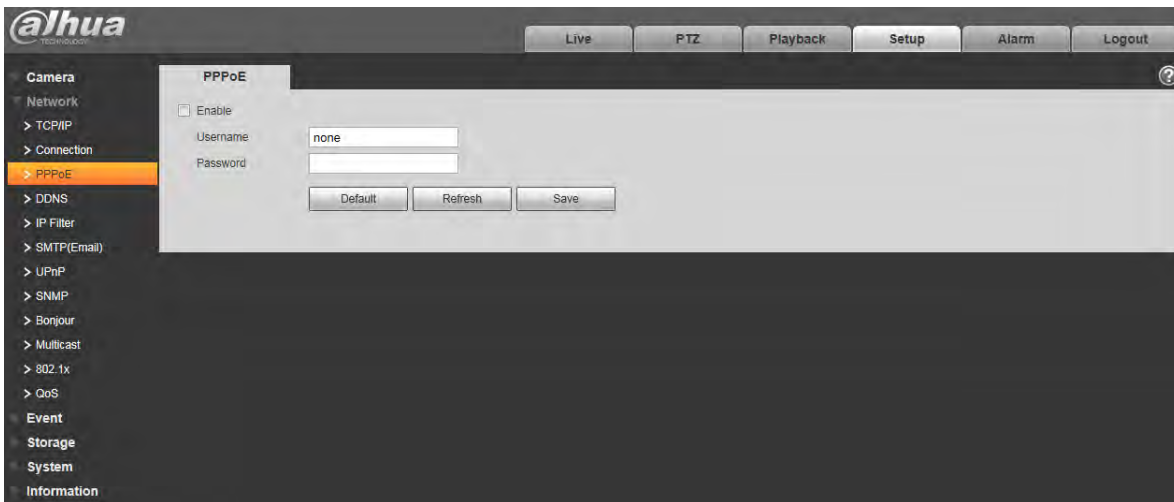 alhua
TECHNOLOGY
Live
PTZ
Playback
Setup
Alarm
Logout
Camera
Network
> TCP/IP
> Connection
> PPPoE
> DDNS
> IP Filter
> SMTP(Email)
> UPnP
> SNMP
> Bonjour
> Multicast
> 802.1x
> QoS
Event
Storage
System
Information
PPPoE
?
Enable
Username
none
Password
Default
Refresh
Save